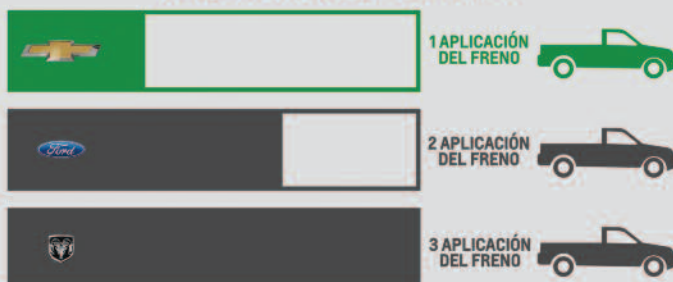 1 APLICACIÓN
DEL FRENO
Ford
2 APLICACIÓN
DEL FRENO
3 APLICACIÓN
DEL FRENO